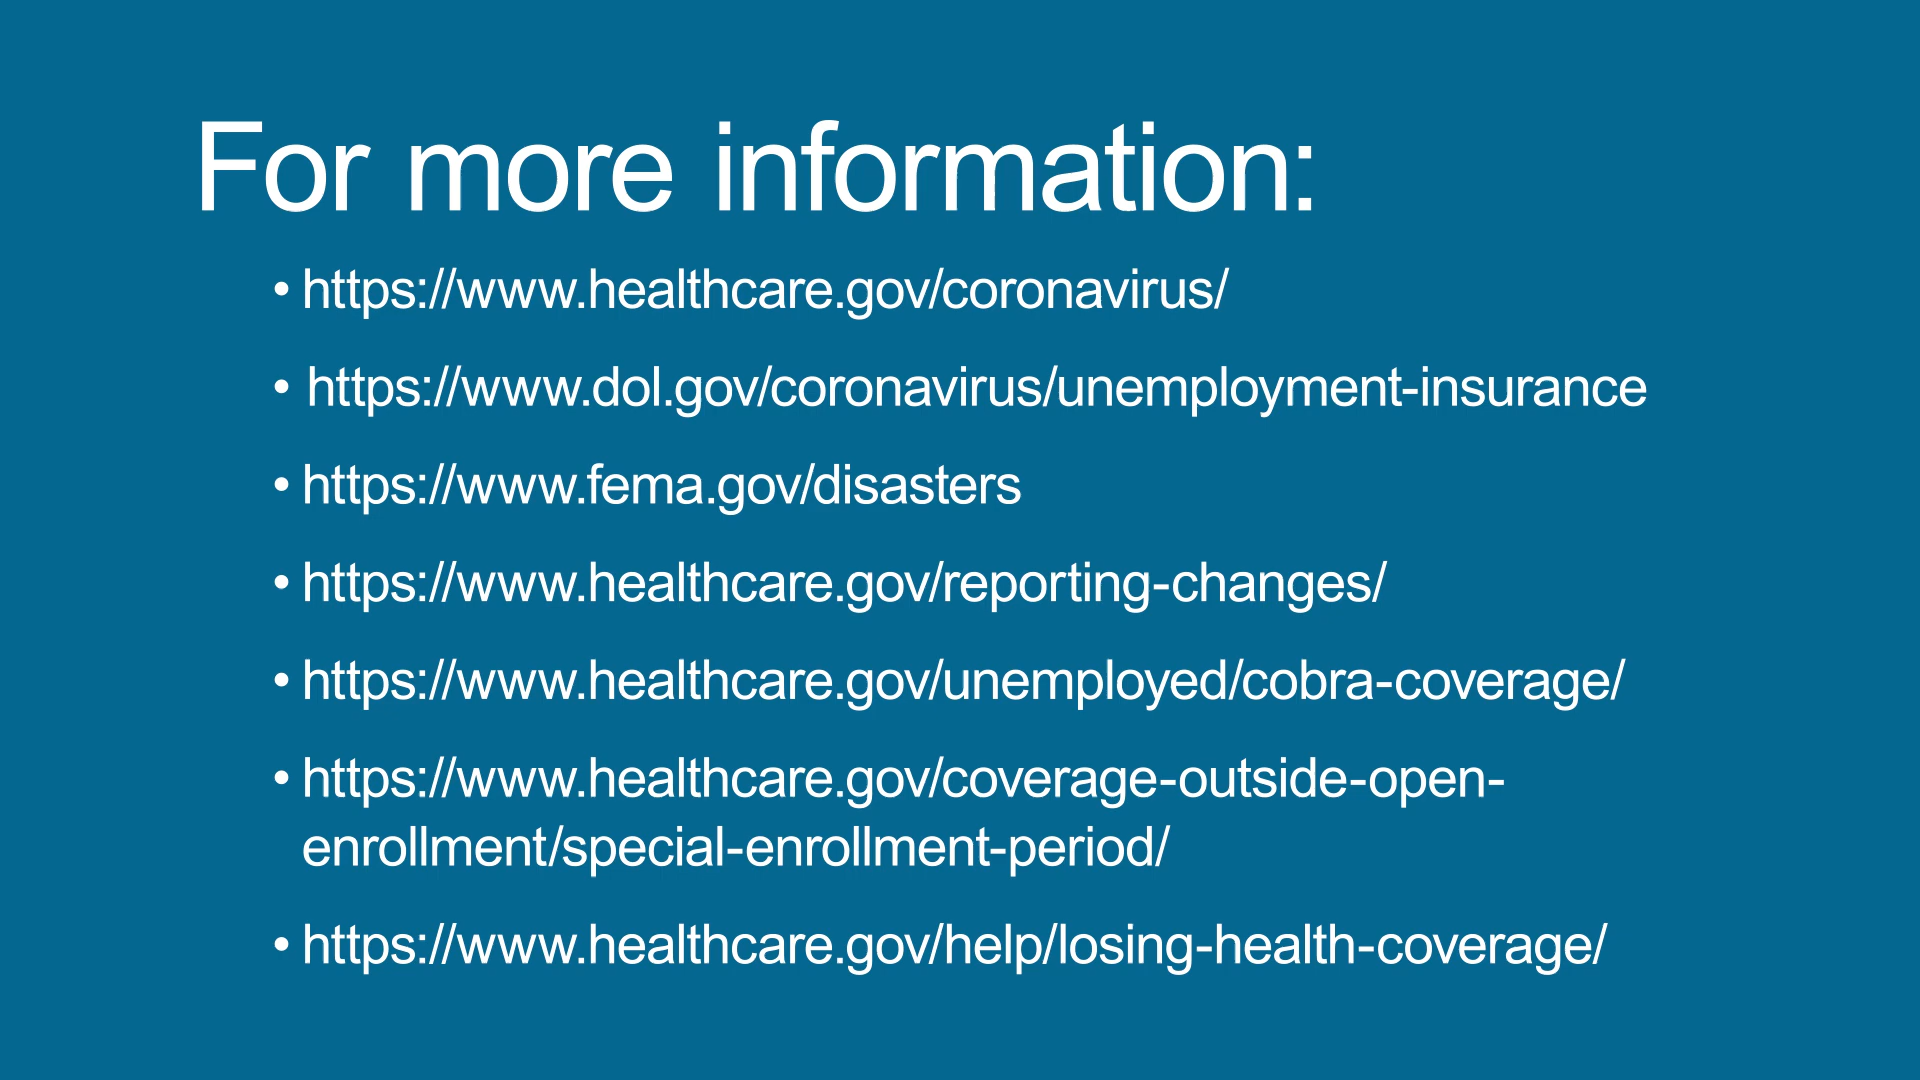 For more information:
• https://www.healthcare.gov/coronavirus/
• https://www.dol.gov/coronavirus/unemployment-insurance
• https://www.fema.gov/disasters
• https://www.healthcare.gov/reporting-changes/
• https://www.healthcare.gov/unemployed/cobra-coverage/
• https://www.healthcare.gov/coverage-outside-open-
enrollment/special-enrollment-period/
• https://www.healthcare.gov/help/losing-health-coverage/